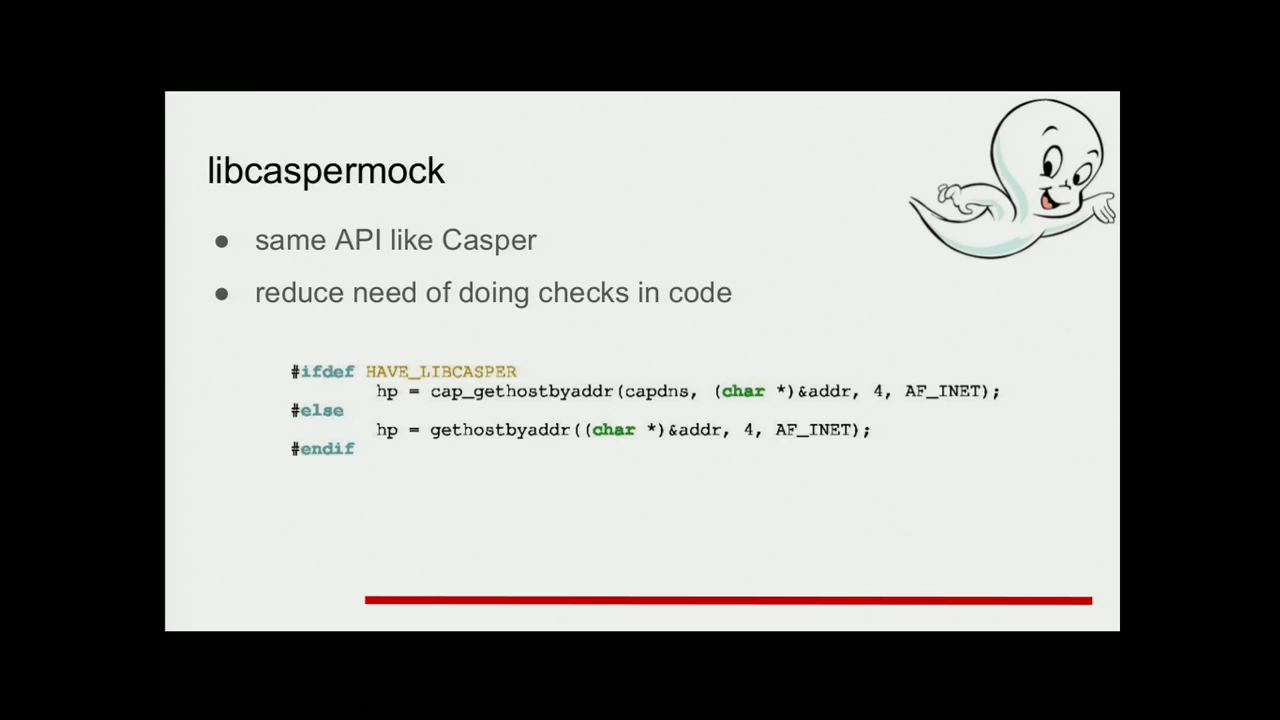 libcaspermock
● same API like Casper
● reduce need of doing checks in code
#ifdef HAVE_LIBCASPER
hp = cap_gethostbyaddr(capdns, (char *)&addr, 4, AF_INET);
#else
hp = gethostbyaddr((char *)&addr, 4, AF_INET);
#endif